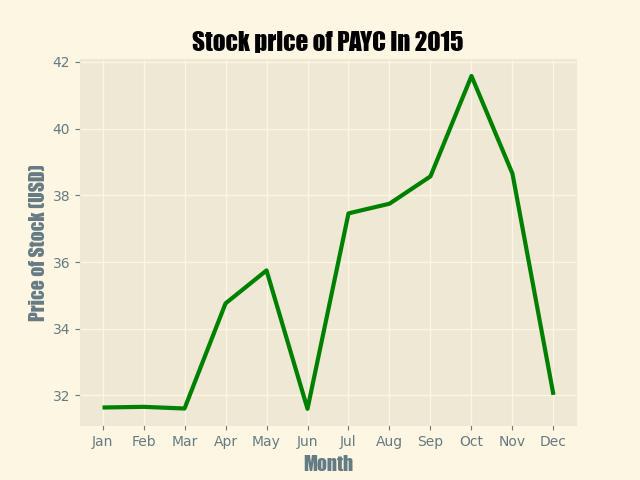 Stock price of PAYC in 2015
Price of Stock (USD)
42
40
38
36
34
32
Jan Feb Mar Apr May Jun Jul Aug Sep Oct Nov Dec
Month